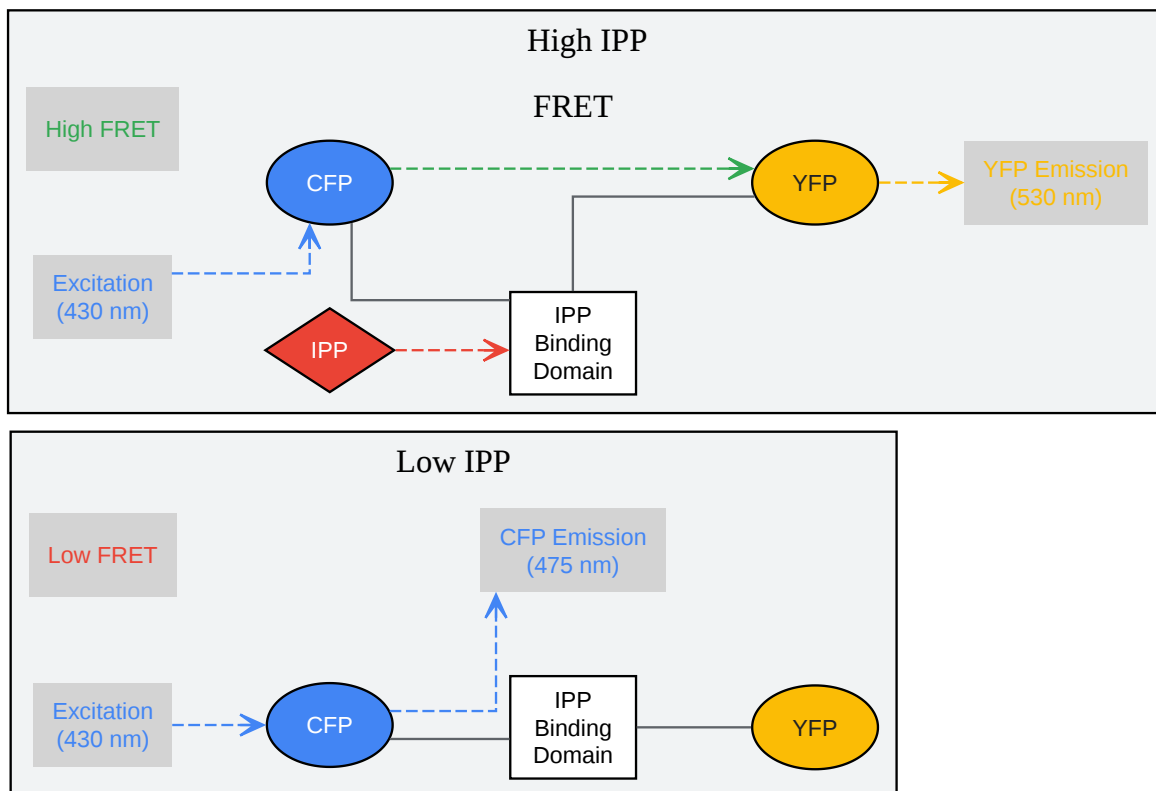 High IPP
FRET
High FRET
CFP
YFP
YFP Emission
(530 nm)
Excitation
(430 nm)
IPP
IPP
Binding
Domain
Low IPP
Low FRET
CFP Emission
(475 nm)
Excitation
(430 nm)
CFP
IPP
Binding
Domain
YFP